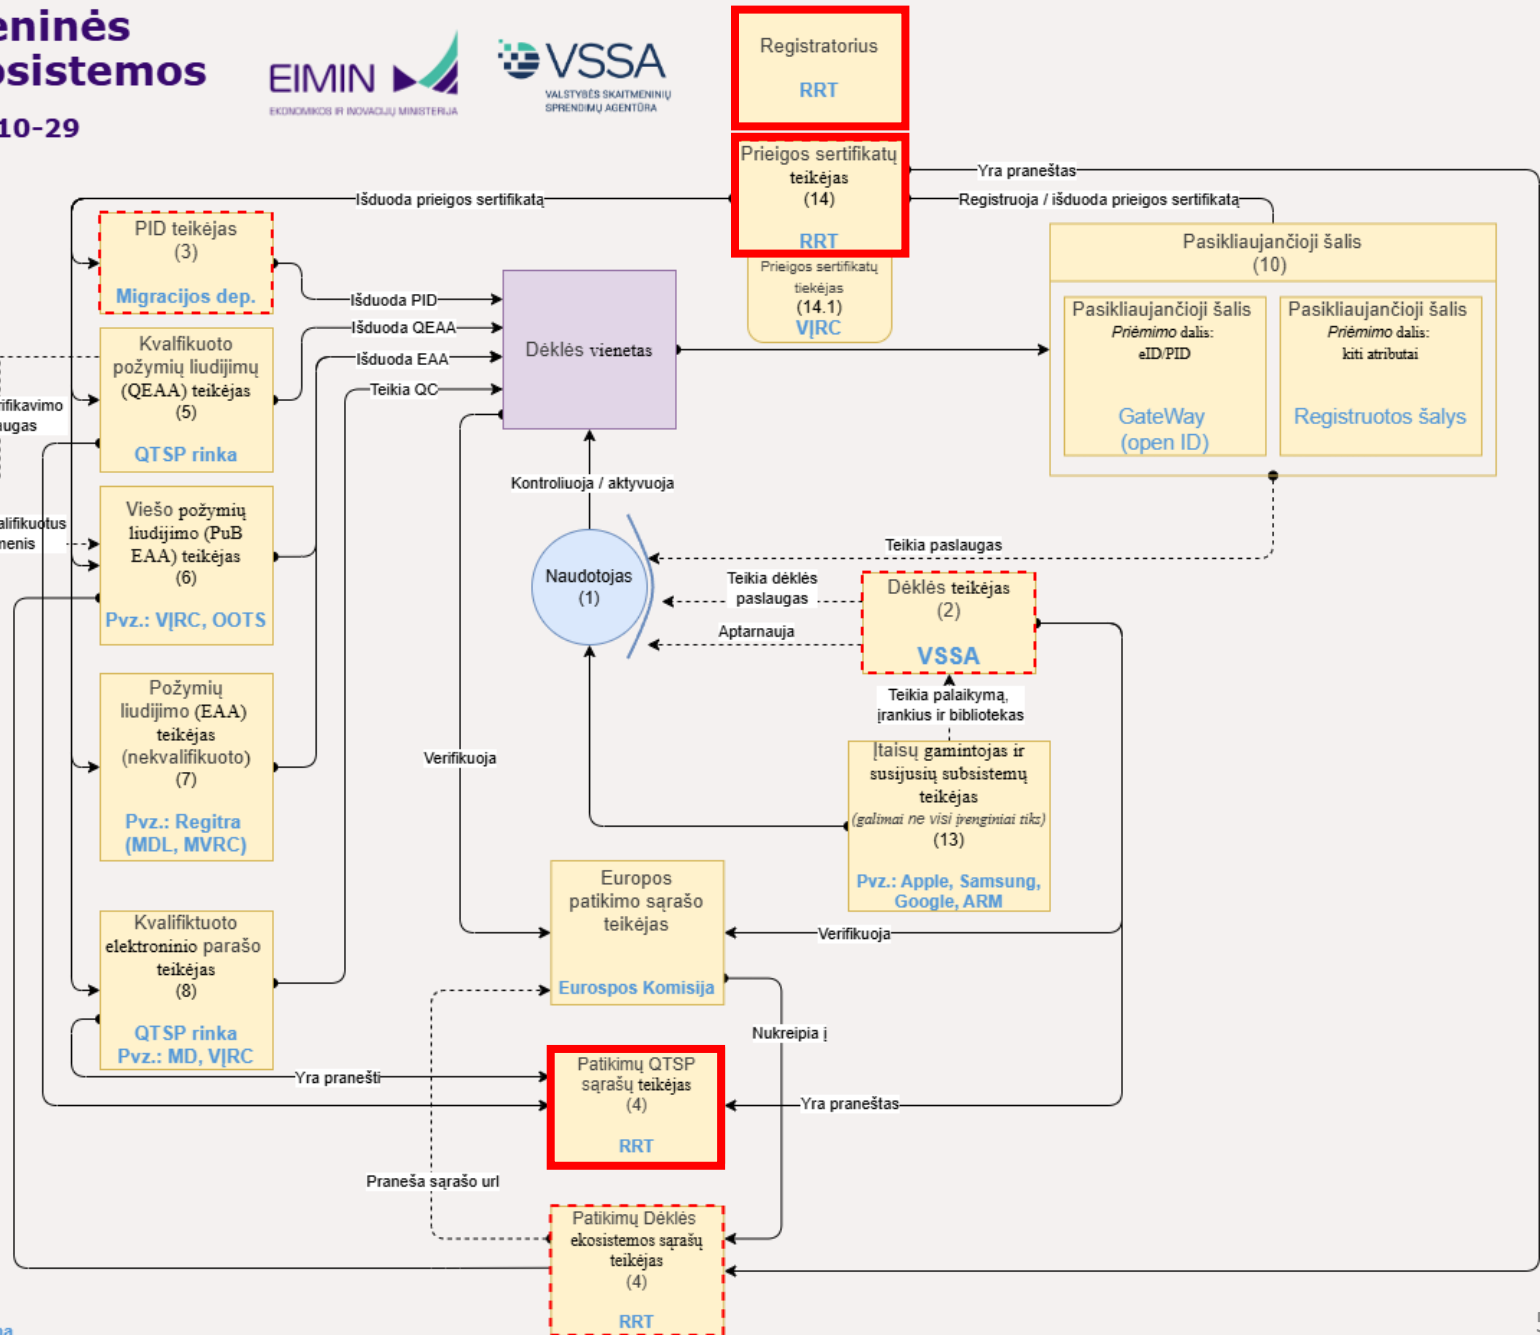 eninės
osistemos
10-29
EIMIN
EKONOMIKOS IR INOVACIJŲ MINISTERIJA
VSSA
VALSTYBĖS SKAITMENINIŲ
SPRENDIMŲ AGENTŪRA
Registratorius
RRT
Prieigos sertifikatų
teikėjas
(14)
RRT
Prieigos sertifikatų
tiekėjas
(14.1)
VĮRC
Yra praneštas
Išduoda prieigos sertifikatą
Registruoja / išduoda prieigos sertifikatą
PID teikėjas
(3)
Migracijos dep.
Išduoda PID
Išduoda QEAA
Išduoda EAA
Teikia QC
Dėklės vienetas
Pasikliaujančioji šalis
(10)
Pasikliaujančioji šalis
Priėmimo dalis:
eID/PID
GateWay
(open ID)
Pasikliaujančioji šalis
Priėmimo dalis:
kiti atributai
Registruotos šalys
Kvalfikuoto
požymių liudijimų
(QEAA) teikėjas
(5)
QTSP rinka
ifikavimo
ugas
Viešo požymių
liudijimo (PuB
EAA) teikėjas
(6)
Pvz.: VĮRC, OOTS
alifikuotus
menis
Kontroliuoja / aktyvuoja
Naudotojas
(1)
Teikia paslaugas
Teikia dėklės
paslaugas
Aptarnauja
Dėklės teikėjas
(2)
VSSA
Teikia palaikymą,
įrankius ir bibliotekas
Požymių
liudijimo (EAA)
teikėjas
(nekvalifikuoto)
(7)
Pvz.: Regitra
(MDL, MVRC)
Verifikuoja
Įtaisų gamintojas ir
susijusių subsistemų
teikėjas
(galimai ne visi įrenginiai tiks)
(13)
Pvz.: Apple, Samsung,
Google, ARM
Kvalifiktuoto
elektroninio parašo
teikėjas
(8)
QTSP rinka
Pvz.: MD, VĮRC
Europos
patikimo sąrašo
teikėjas
Eurospos Komisija
Verifikuoja
Nukreipia į
Yra pranešti
Patikimų QTSP
sąrašų teikėjas
(4)
RRT
Yra praneštas
Praneša sąrašo url
Patikimų Dėklės
ekosistemos sąrašų
teikėjas
(4)
RRT